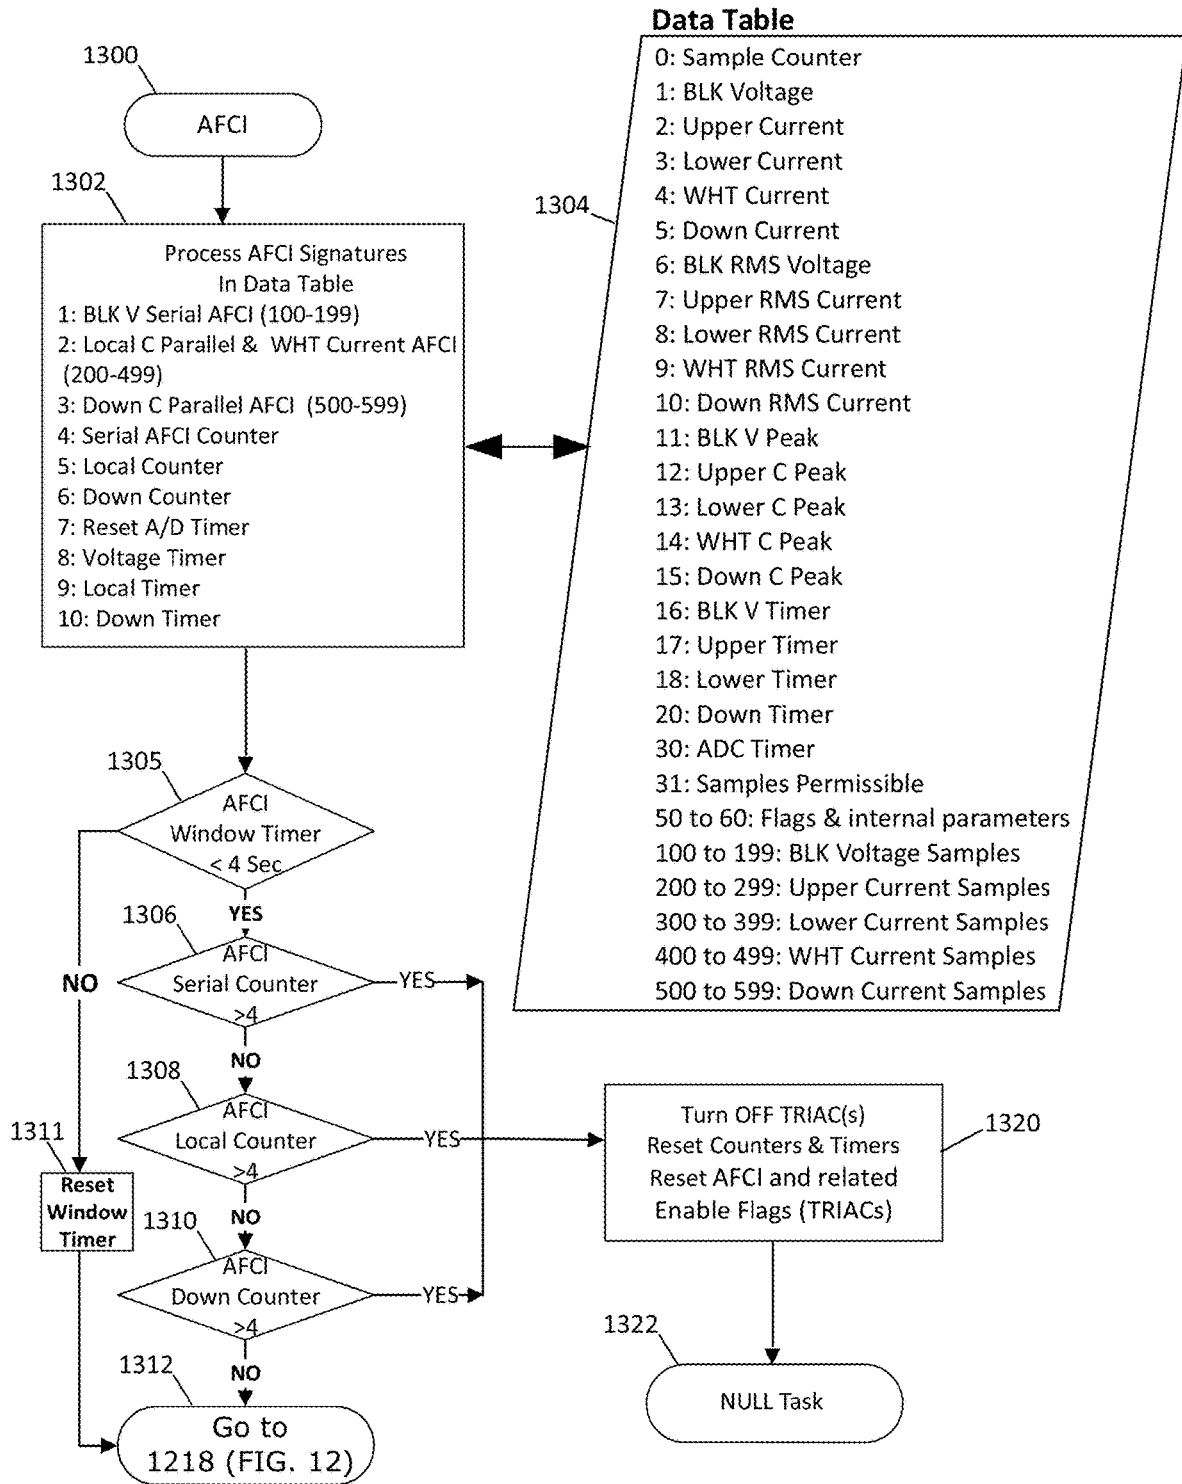 1300
AFCI
1302
Process AFCI Signatures
In Data Table
1: BLK V Serial AFCI (100-199)
2: Local C Parallel & WHT Current AFCI
(200-499)
3: Down C Parallel AFCI (500-599)
4: Serial AFCI Counter
5: Local Counter
6: Down Counter
7: Reset A/D Timer
8: Voltage Timer
9: Local Timer
10: Down Timer
Data Table
1304
0: Sample Counter
1: BLK Voltage
2: Upper Current
3: Lower Current
4: WHT Current
5: Down Current
6: BLK RMS Voltage
7: Upper RMS Current
8: Lower RMS Current
9: WHT RMS Current
10: Down RMS Current
11: BLK V Peak
12: Upper C Peak
13: Lower C Peak
14: WHT C Peak
15: Down C Peak
16: BLK V Timer
17: Upper Timer
18: Lower Timer
20: Down Timer
30: ADC Timer
31: Samples Permissible
50 to 60: Flags & internal parameters
100 to 199: BLK Voltage Samples
200 to 299: Upper Current Samples
300 to 399: Lower Current Samples
400 to 499: WHT Current Samples
500 to 599: Down Current Samples
1305
AFCI
Window Timer
< 4 Sec
YES
NO
1306
AFCI
Serial Counter
>4
YES
NO
1308
AFCI
Local Counter
>4
YES
NO
1311
Reset
Window
Timer
1310
AFCI
Down Counter
>4
YES
NO
1312
Go to
1218 (FIG. 12)
1320
Turn OFF TRIAC(s)
Reset Counters & Timers
Reset AFCI and related
Enable Flags (TRIACs)
1322
NULL Task